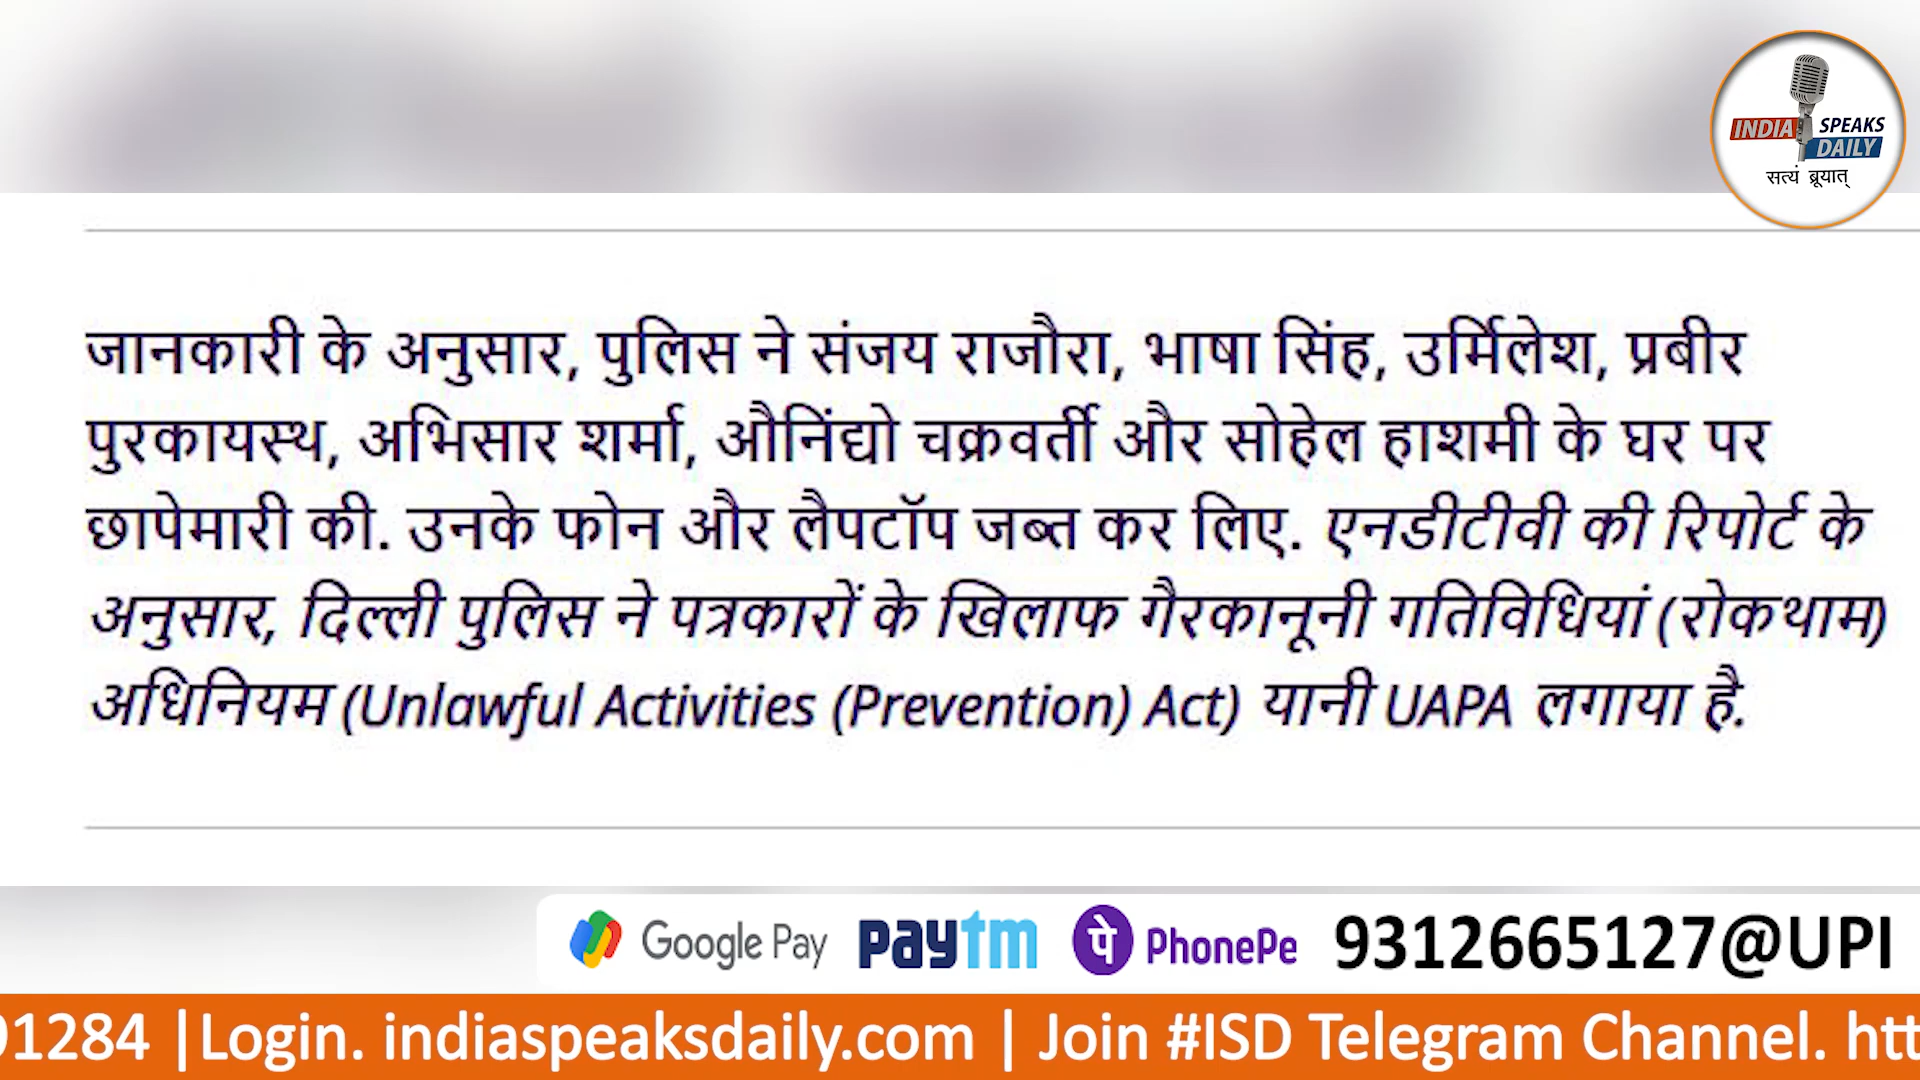 INDIA SPEAKS
DAILY
सत्यं ब्रूयात्
जानकारी के अनुसार, पुलिस ने संजय राजौरा, भाषा सिंह, उर्मिलेश, प्रबीर
पुरकायस्थ, अभिसार शर्मा, औनिंद्यो चक्रवर्ती और सोहेल हाशमी के घर पर
छापेमारी की. उनके फोन और लैपटॉप जब्त कर लिए. एनडीटीवी की रिपोर्ट के
अनुसार, दिल्ली पुलिस ने पत्रकारों के खिलाफ गैरकानूनी गतिविधियां (रोकथाम)
अधिनियम (Unlawful Activities (Prevention) Act) यानी UAPA लगाया है.
Google Pay paytm पे PhonePe 9312665127@UPI
01284 |Login. indiaspeaksdaily.com | Join #ISD Telegram Channel. htt